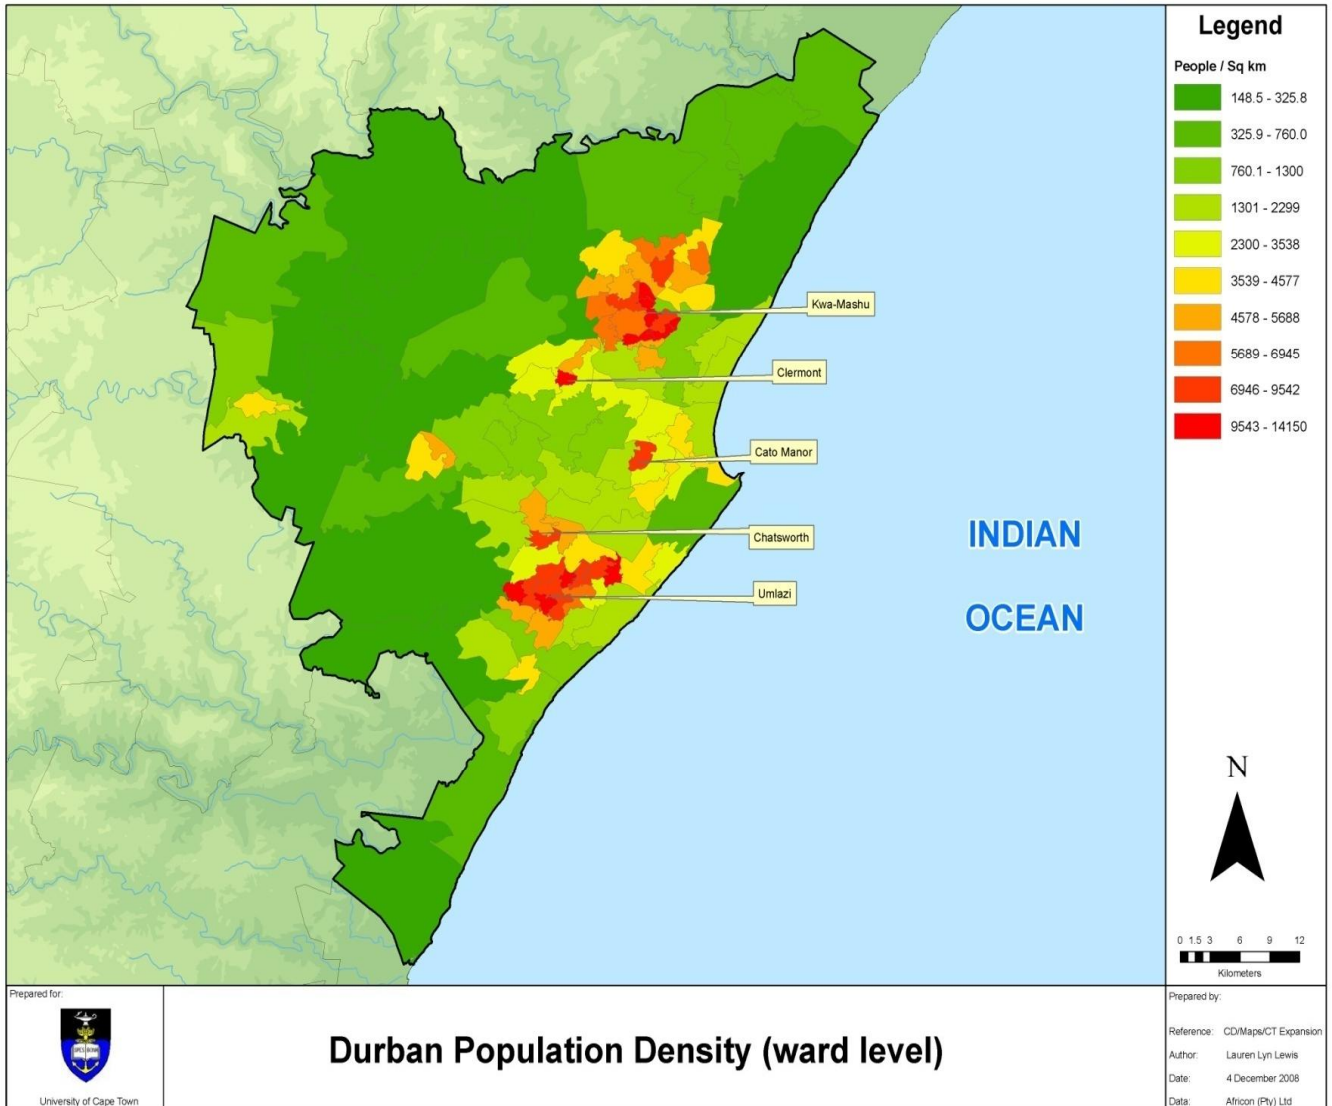 Legend
People / Sq km
148.5 - 325.8
325.9 - 760.0
760.1 - 1300
1301 - 2299
2300 - 3538
3539 - 4577
4578 - 5688
5689 - 6945
6946 - 9542
9543 - 14150
Kwa-Mashu
Clermont
Cato Manor
Chatsworth
Umlazi
INDIAN
OCEAN
N
0 1.5 3 6 9 12
Kilometers
Prepared for:
University of Cape Town
Durban Population Density (ward level)
Prepared by:
Reference: CD/Maps/CT Expansion
Author: Lauren Lyn Lewis
Date: 4 December 2008
Data: Africon (Pty) Ltd